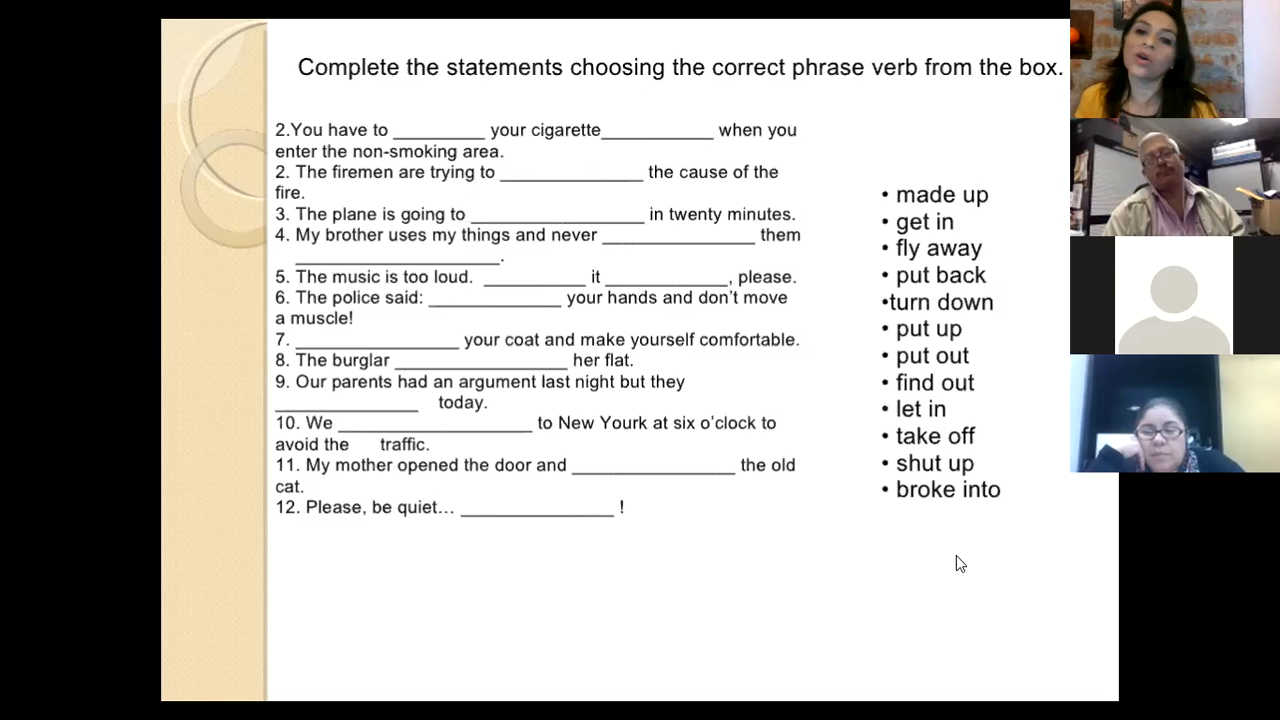 Complete the statements choosing the correct phrase verb from the box.
2.You have to _________ your cigarette___________ when you
enter the non-smoking area.
2. The firemen are trying to ______________ the cause of the
fire.
3. The plane is going to _________________ in twenty minutes.
4. My brother uses my things and never _______________ them
____________________.
5. The music is too loud. __________ it ____________, please.
6. The police said: _____________ your hands and don't move
a muscle!
7. ________________ your coat and make yourself comfortable.
8. The burglar _________________ her flat.
9. Our parents had an argument last night but they
______________ today.
10. We ___________________ to New Yourk at six o'clock to
avoid the traffic.
11. My mother opened the door and ________________ the old
cat.
12. Please, be quiet… _______________ !
• made up
• get in
• fly away
• put back
•turn down
• put up
• put out
• find out
• let in
• take off
• shut up
• broke into